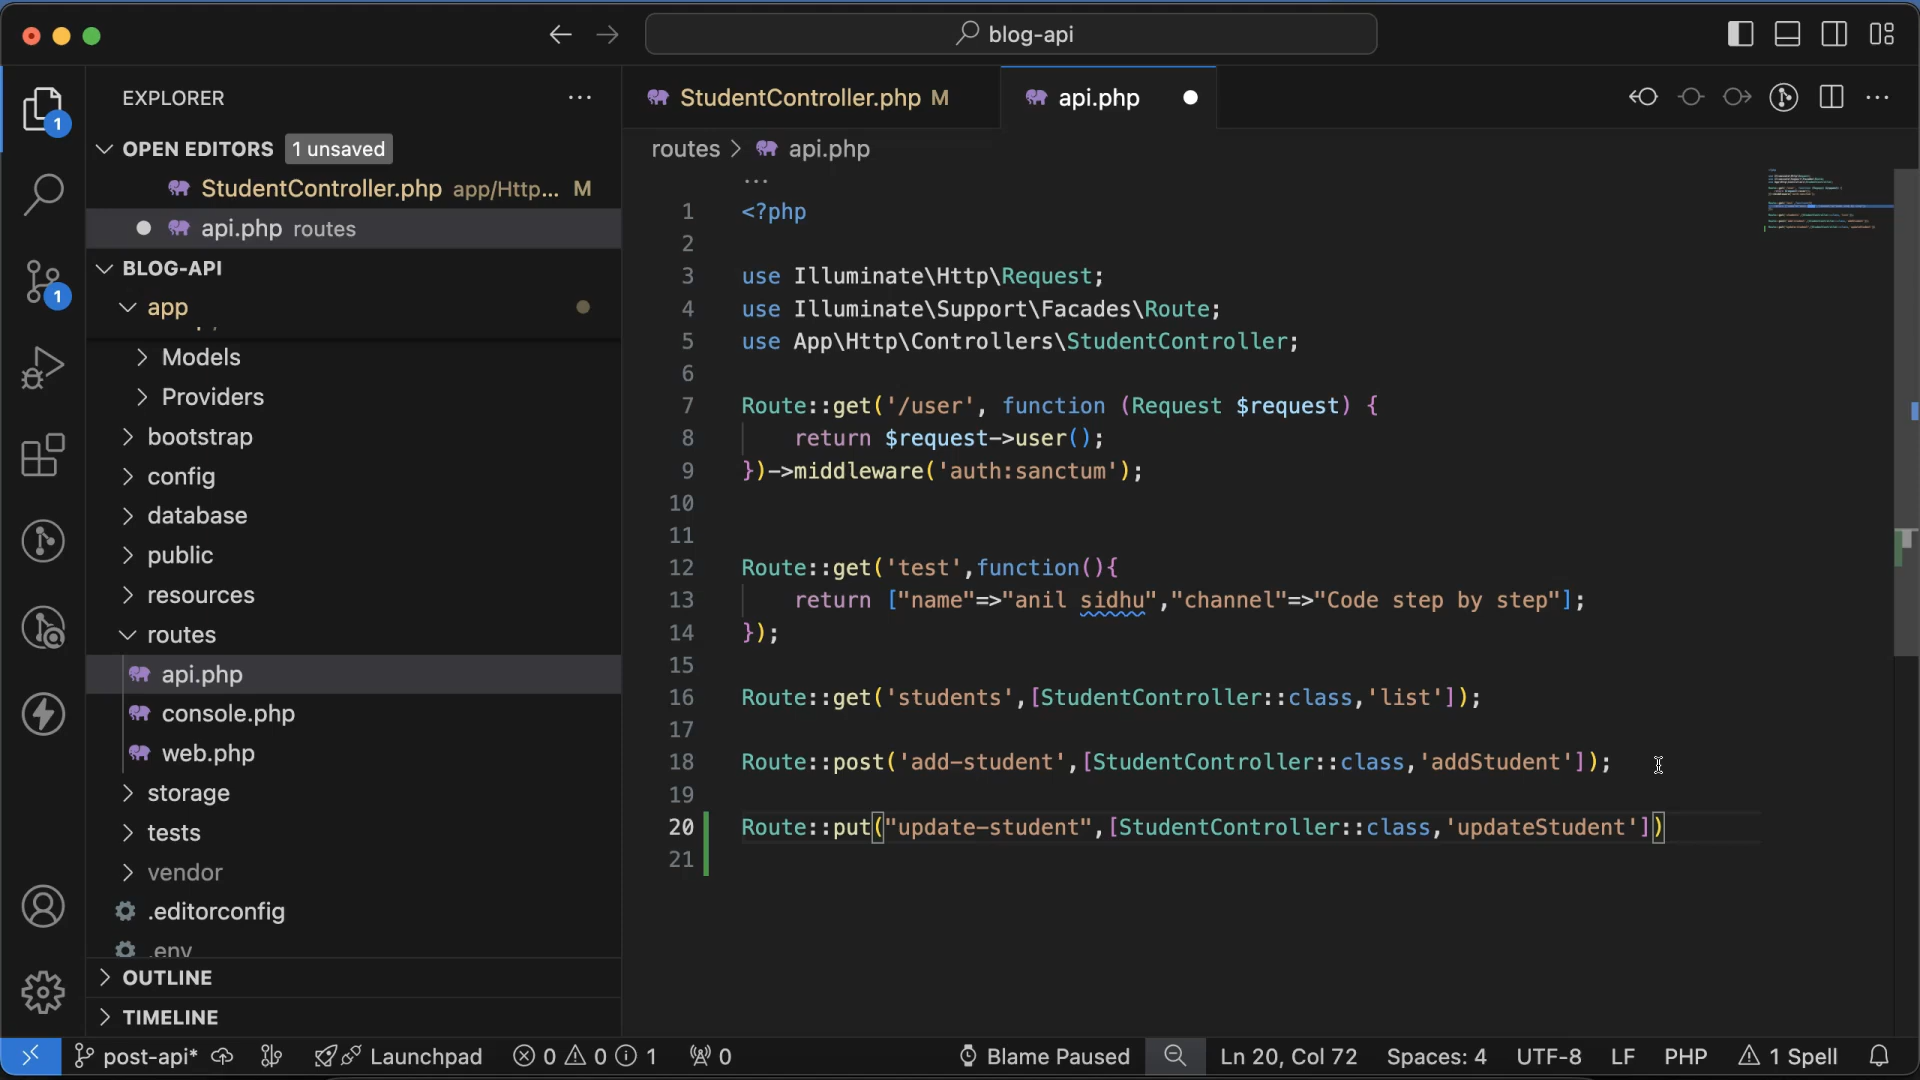 blog-api
EXPLORER
OPEN EDITORS 1 unsaved
StudentController.php app/Http... M
api.php routes
BLOG-API
app
Models
Providers
bootstrap
config
database
public
resources
routes
api.php
console.php
web.php
storage
tests
vendor
.editorconfig
.env
OUTLINE
TIMELINE
1
1
StudentController.php M
api.php
routes > api.php
...
1 <?php
2
3 use Illuminate\Http\Request;
4 use Illuminate\Support\Facades\Route;
5 use App\Http\Controllers\StudentController;
6
7 Route::get('/user', function (Request $request) {
8     return $request->user();
9 })->middleware('auth:sanctum');
10
11
12 Route::get('test',function(){
13     return ["name"=>"anil sidhu","channel"=>"Code step by step"];
14 });
15
16 Route::get('students',[StudentController::class,'list']);
17
18 Route::post('add-student',[StudentController::class,'addStudent']);
19
20 Route::put("update-student",[StudentController::class,'updateStudent'])
21
post-api* Launchpad 0 0 1 0 Blame Paused Ln 20, Col 72 Spaces: 4 UTF-8 LF PHP 1 Spell